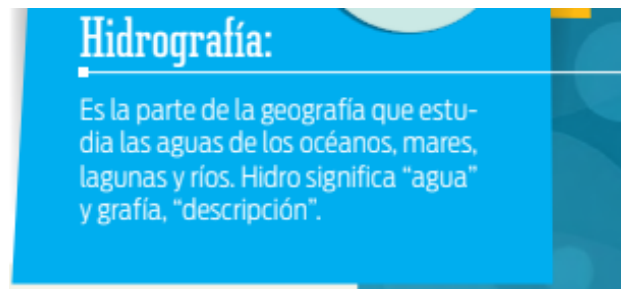 Hidrografía:
Es la parte de la geografía que estu-
dia las aguas de los océanos, mares,
lagunas y ríos. Hidro significa “agua”
y grafía, “descripción”.